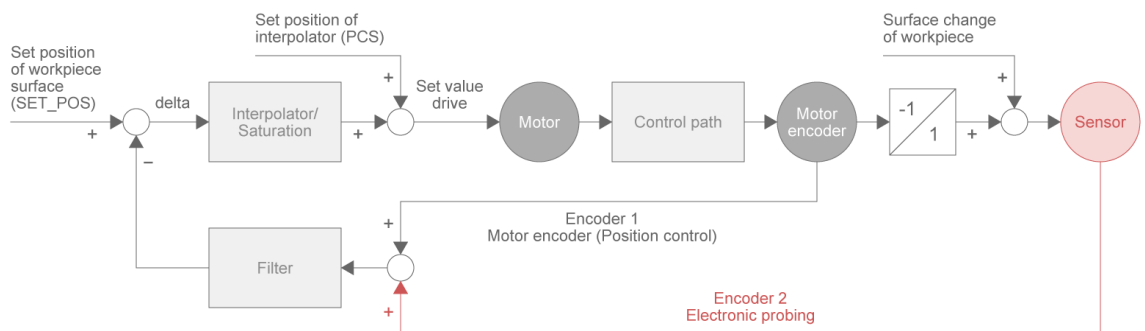 Set position of
interpolator (PCS)
Surface change
of workpiece
Set position
of workpiece
surface
(SET_POS)
delta
Set value
drive
+
+
+
+
+
–
Interpolator/
Saturation
Motor
Control path
Motor
encoder
-1
1
Sensor
+
Encoder 1
Motor encoder (Position control)
Filter
+
Encoder 2
Electronic probing